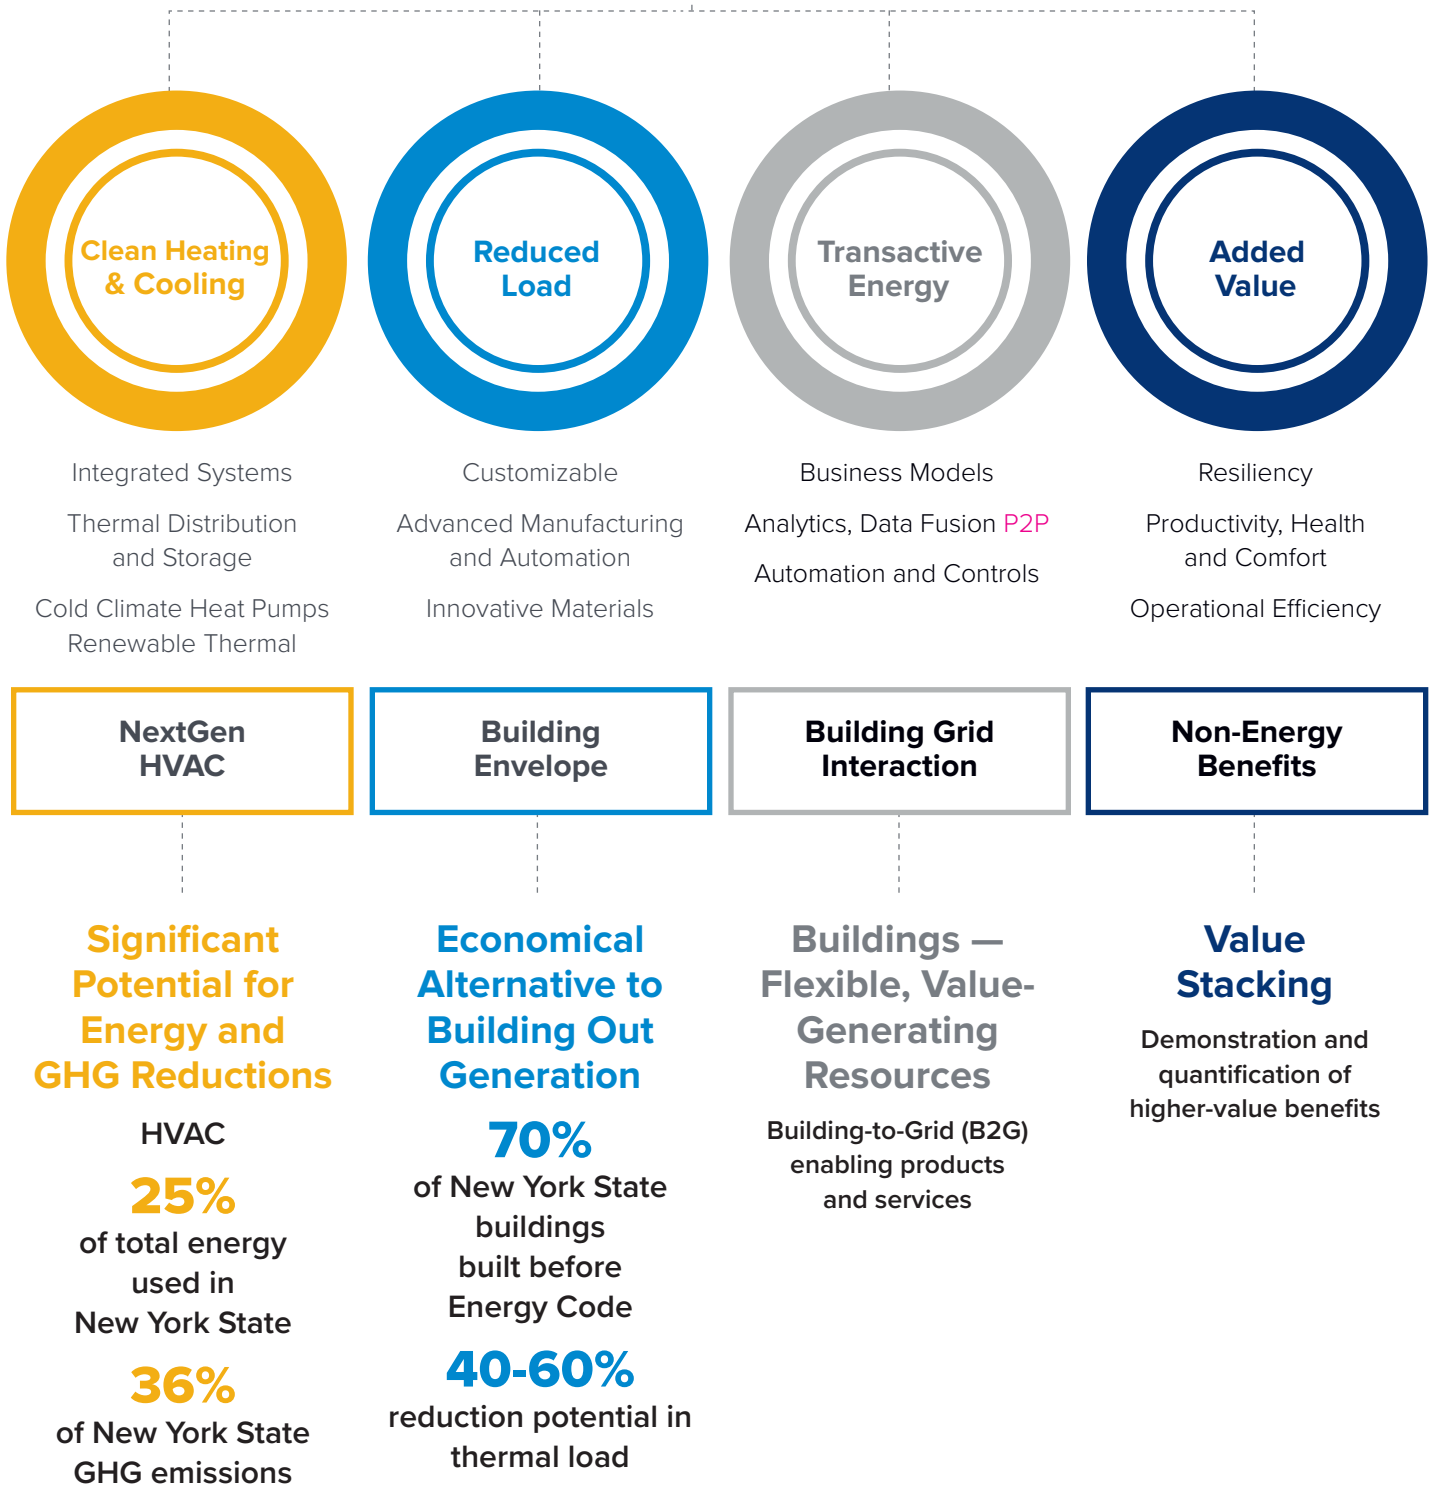 Clean Heating
& Cooling
Reduced
Load
Transactive
Energy
Added
Value
Integrated Systems
Thermal Distribution
and Storage
Cold Climate Heat Pumps
Renewable Thermal
Customizable
Advanced Manufacturing
and Automation
Innovative Materials
Business Models
Analytics, Data Fusion P2P
Automation and Controls
Resiliency
Productivity, Health
and Comfort
Operational Efficiency
NextGen
HVAC
Building
Envelope
Building Grid
Interaction
Non-Energy
Benefits
Significant
Potential for
Energy and
GHG Reductions
HVAC
25%
of total energy
used in
New York State
36%
of New York State
GHG emissions
Economical
Alternative to
Building Out
Generation
70%
of New York State
buildings
built before
Energy Code
40-60%
reduction potential in
thermal load
Buildings —
Flexible, Value-
Generating
Resources
Building-to-Grid (B2G)
enabling products
and services
Value
Stacking
Demonstration and
quantification of
higher-value benefits